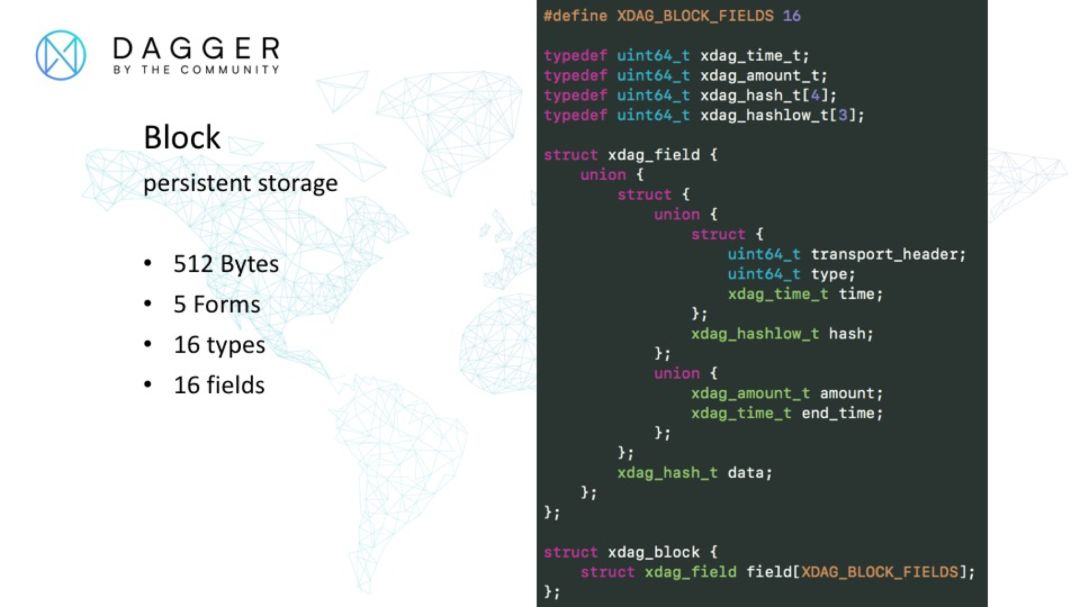 DAGGER
BY THE COMMUNITY
Block
persistent storage
• 512 Bytes
• 5 Forms
• 16 types
• 16 fields
#define XDAG_BLOCK_FIELDS 16
typedef uint64_t xdag_time_t;
typedef uint64_t xdag_amount_t;
typedef uint64_t xdag_hash_t[4];
typedef uint64_t xdag_hashlow_t[3];
struct xdag_field {
    union {
        struct {
            union {
                struct {
                    uint64_t transport_header;
                    uint64_t type;
                    xdag_time_t time;
                };
                xdag_hashlow_t hash;
            };
            union {
                xdag_amount_t amount;
                xdag_time_t end_time;
            };
        };
        xdag_hash_t data;
    };
};
struct xdag_block {
    struct xdag_field field[XDAG_BLOCK_FIELDS];
};